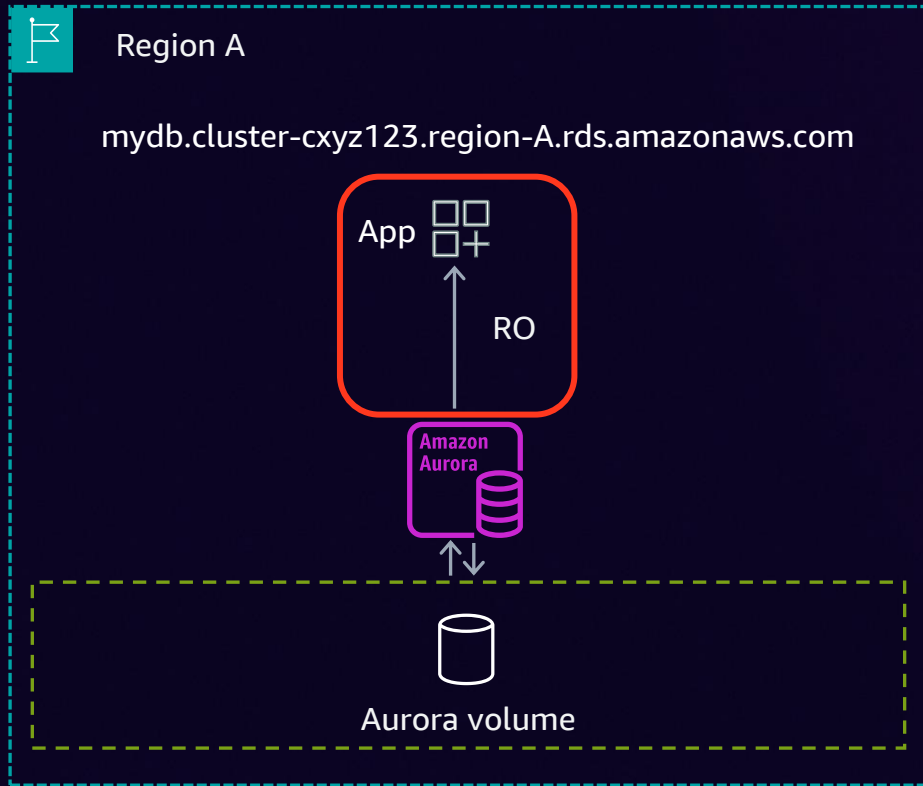 Region A
mydb.cluster-cxyz123.region-A.rds.amazonaws.com
App
RO
Amazon
Aurora
Aurora volume